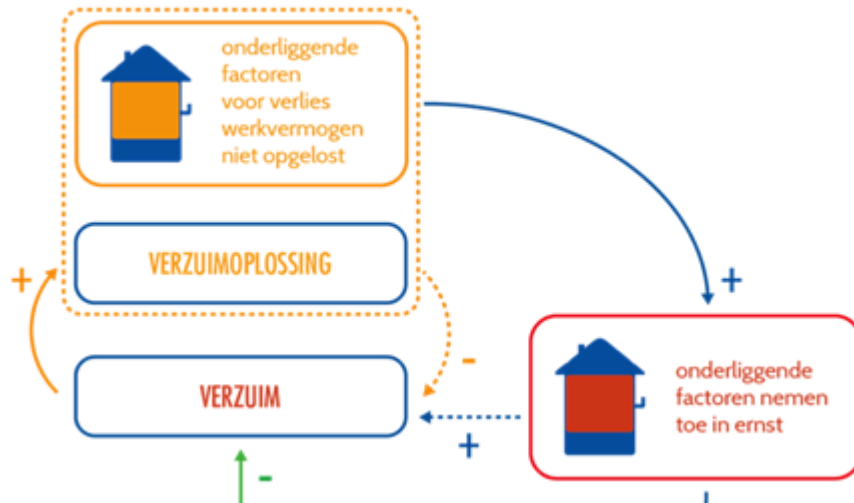 onderliggende
factoren
voor verlies
werkvermogen
niet opgelost
VERZUIMOPLOSSING
+
+
-
VERZUIM
onderliggende
factoren nemen
toe in ernst
+
-